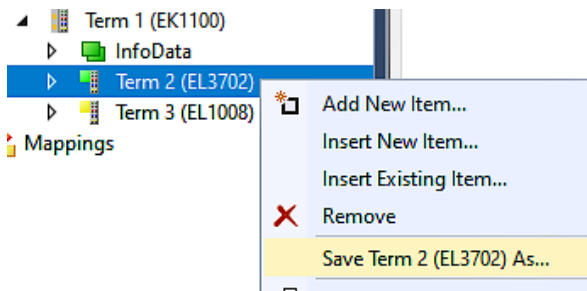 Term 1 (EK1100)
InfoData
Term 2 (EL3702)
Term 3 (EL1008)
Mappings
Add New Item...
Insert New Item...
Insert Existing Item...
Remove
Save Term 2 (EL3702) As...